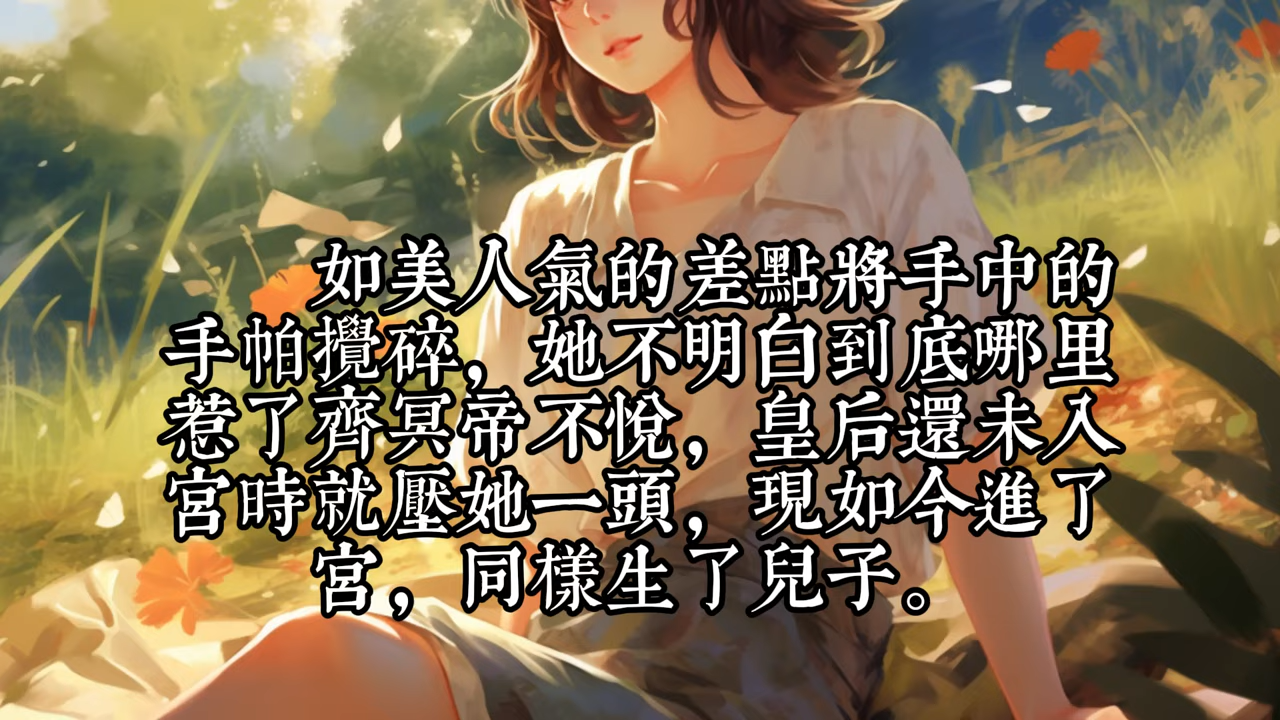 如美人氣的差點將手中的
手帕攪碎，她不明白到底哪里
惹了齊冥帝不悅，皇后還未入
宮時就壓她一頭，現如今進了
宮，同樣生了兒子。